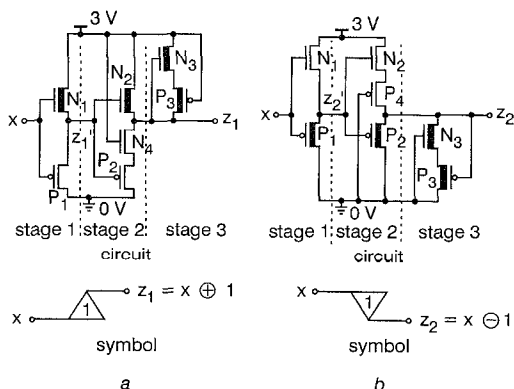 3 V
N1
N2
N3
P3
x
z1'
z1
P2
N4
P1
0 V
stage 1 stage 2 stage 3
circuit
x
1
z1 = x ⊕ 1
symbol
a
3 V
N1
N2
P4
x
z2'
z2
P1
P2
N3
P3
0 V
stage 1 stage 2 stage 3
circuit
x
1
z2 = x ⊖ 1
symbol
b